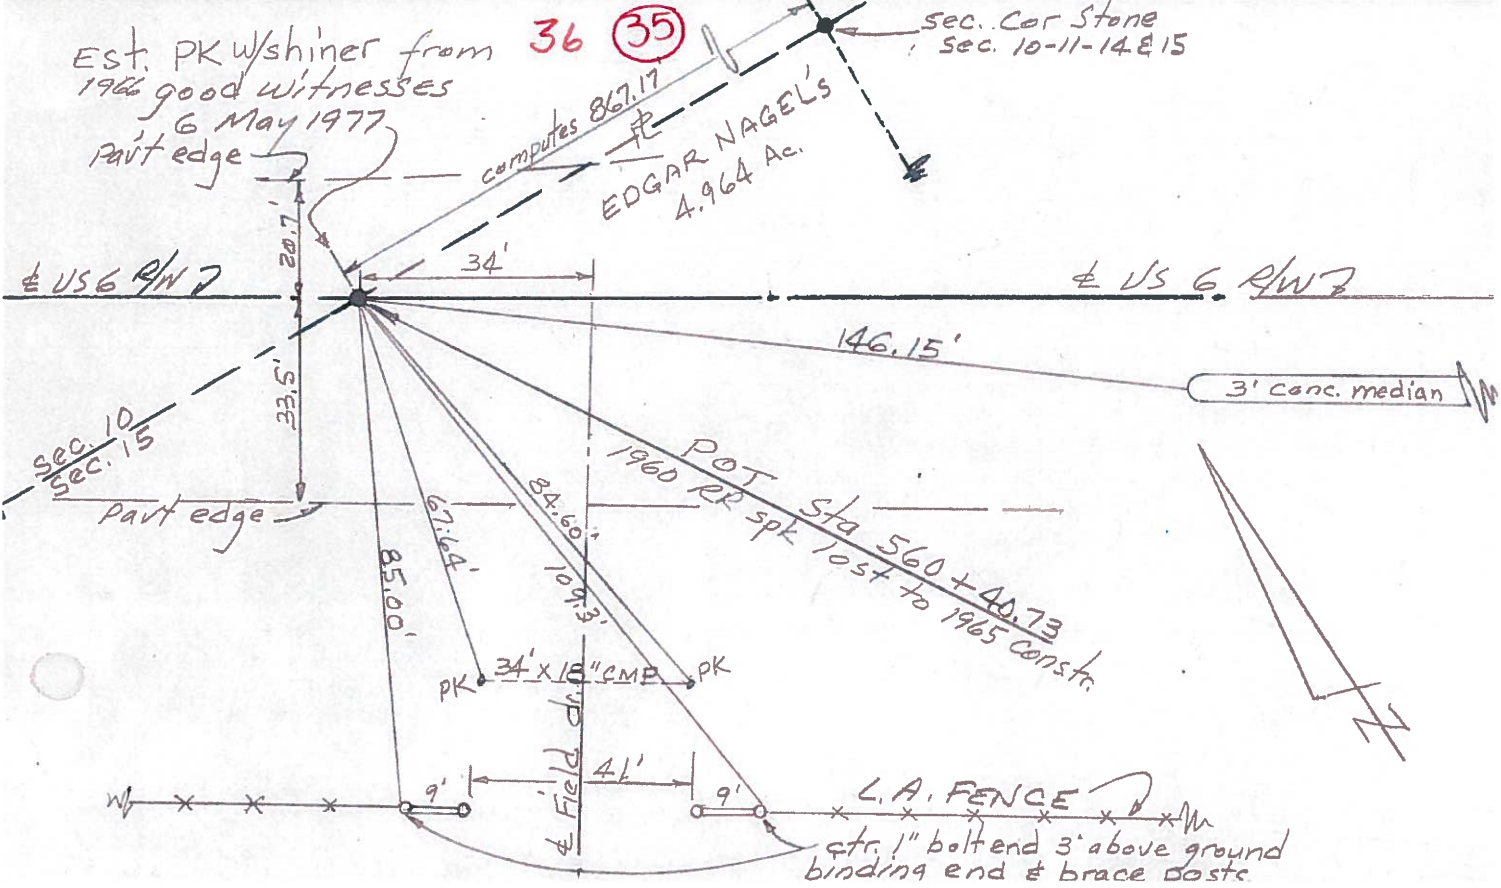 Est. PK W/shiner from
1966 good witnesses
6 May 1977
Pav't edge
36 35
sec. Cor Stone
Sec. 10-11-14 & 15
computes 867.17'
℄
EDGAR NAGEL'S
4.964 Ac.
20.7'
34'
℄ US 6 R/W
℄ US 6 R/W
146.15'
3' conc. median
33.5'
Sec. 10
Sec. 15
Pav't edge
POT Sta 560 + 40.73
1960 RR spk lost to 1965 Constr.
67.64'
84.60'
109.3'
85.00'
PK
34' X 18" CMP
PK
℄ Field dr.
41'
9'
9'
L.A. FENCE
ctr. 1" bolt end 3' above ground
binding end & brace posts
N